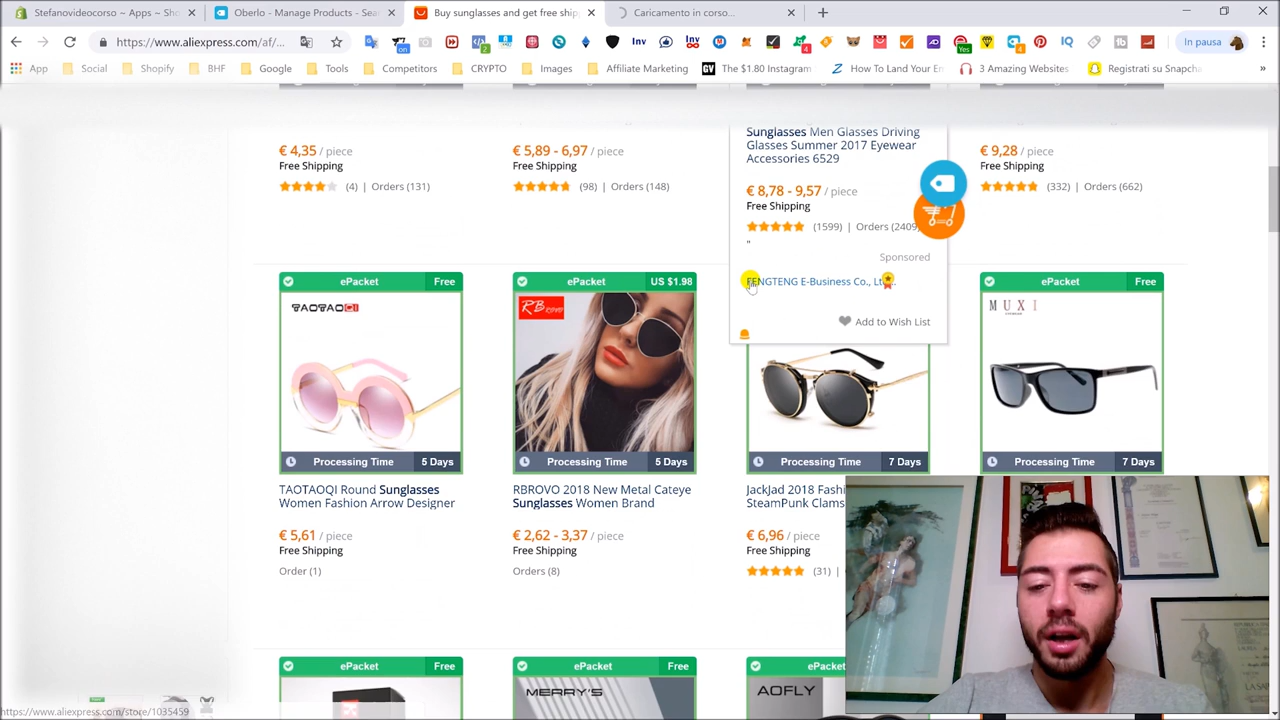 Stefanovideocorso ~ Apps ~ Sho
Oberlo - Manage Products - Sea
Buy sunglasses and get free ship
Caricamento in corso...
https://www.aliexpress.com/af/...
Inv
Inv
Yes
In pausa
App
Social
Shopify
BHF
Google
Tools
Competitors
CRYPTO
Images
Affiliate Marketing
GV
The $1.80 Instagram
How To Land Your En
3 Amazing Websites
Registrati su Snapcha
»
€ 4,35 / piece
Free Shipping
(4) | Orders (131)
€ 5,89 - 6,97 / piece
Free Shipping
(98) | Orders (148)
Sunglasses Men Glasses Driving
Glasses Summer 2017 Eyewear
Accessories 6529
€ 8,78 - 9,57 / piece
Free Shipping
(1599) | Orders (2409)
"
Sponsored
FENGTENG E-Business Co., Lt...
Add to Wish List
€ 9,28 / piece
Free Shipping
(332) | Orders (662)
ePacket Free
TAOTAOQI
Processing Time 5 Days
TAOTAOQI Round Sunglasses
Women Fashion Arrow Designer
€ 5,61 / piece
Free Shipping
Order (1)
ePacket US $1.98
RB
ROVO
Processing Time 5 Days
RBROVO 2018 New Metal Cateye
Sunglasses Women Brand
€ 2,62 - 3,37 / piece
Free Shipping
Orders (8)
Processing Time 7 Days
JackJad 2018 Fashi
SteamPunk Clams
€ 6,96 / piece
Free Shipping
(31) |
ePacket Free
MUXI
Processing Time 7 Days
ePacket Free
ePacket Free
MERRY'S
ePacket
AOFLY
https://www.aliexpress.com/store/1035459